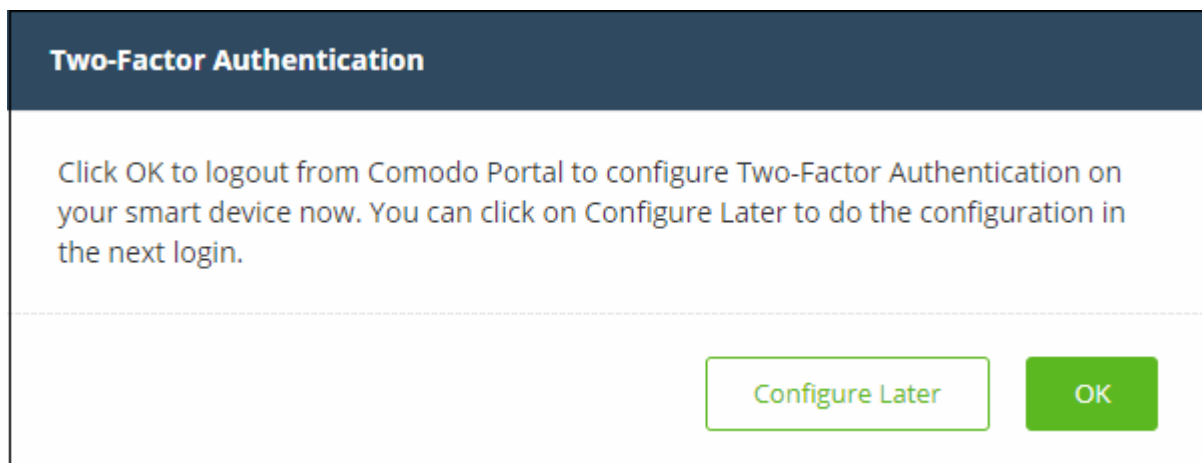 Two-Factor Authentication
Click OK to logout from Comodo Portal to configure Two-Factor Authentication on
your smart device now. You can click on Configure Later to do the configuration in
the next login.
Configure Later
OK